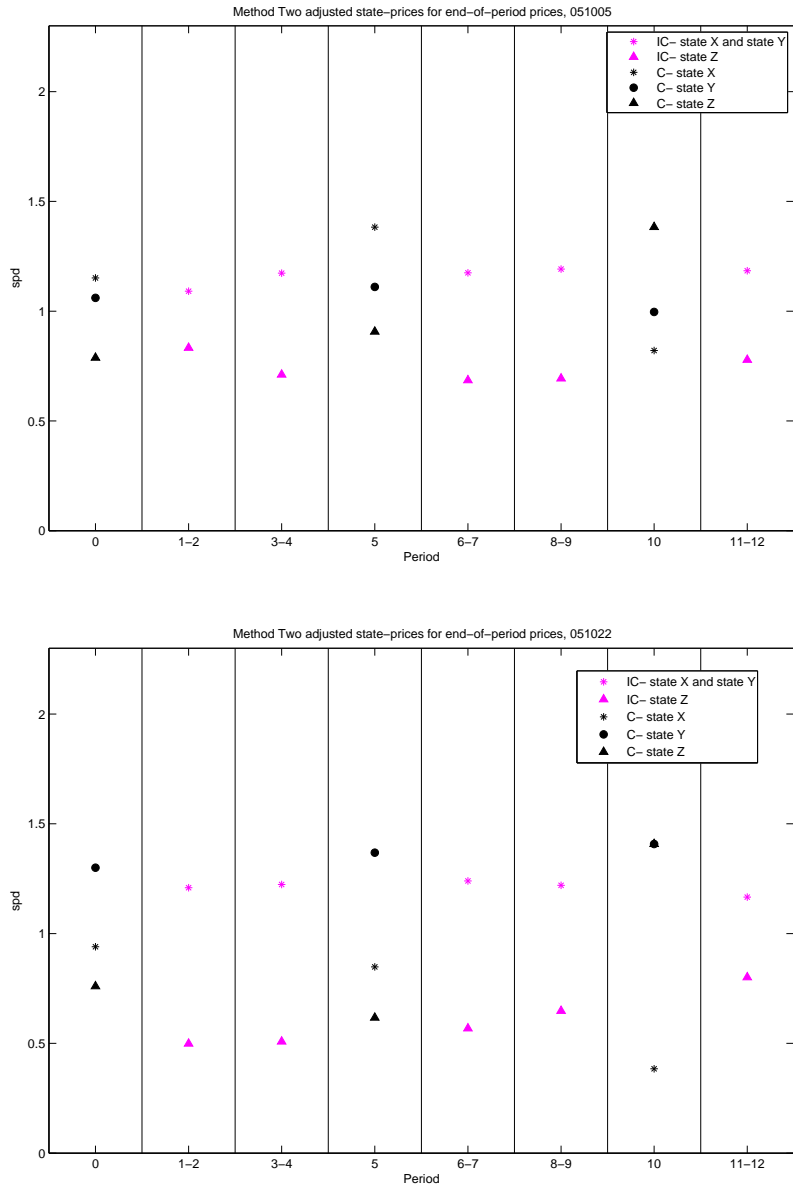 Method Two adjusted state−prices for end−of−period prices, 051005
IC− state X and state Y
IC− state Z
C− state X
C− state Y
C− state Z
2
1.5
1
0.5
0
spd
0 1−2 3−4 5 6−7 8−9 10 11−12
Period
Method Two adjusted state−prices for end−of−period prices, 051022
IC− state X and state Y
IC− state Z
C− state X
C− state Y
C− state Z
2
1.5
1
0.5
0
spd
0 1−2 3−4 5 6−7 8−9 10 11−12
Period